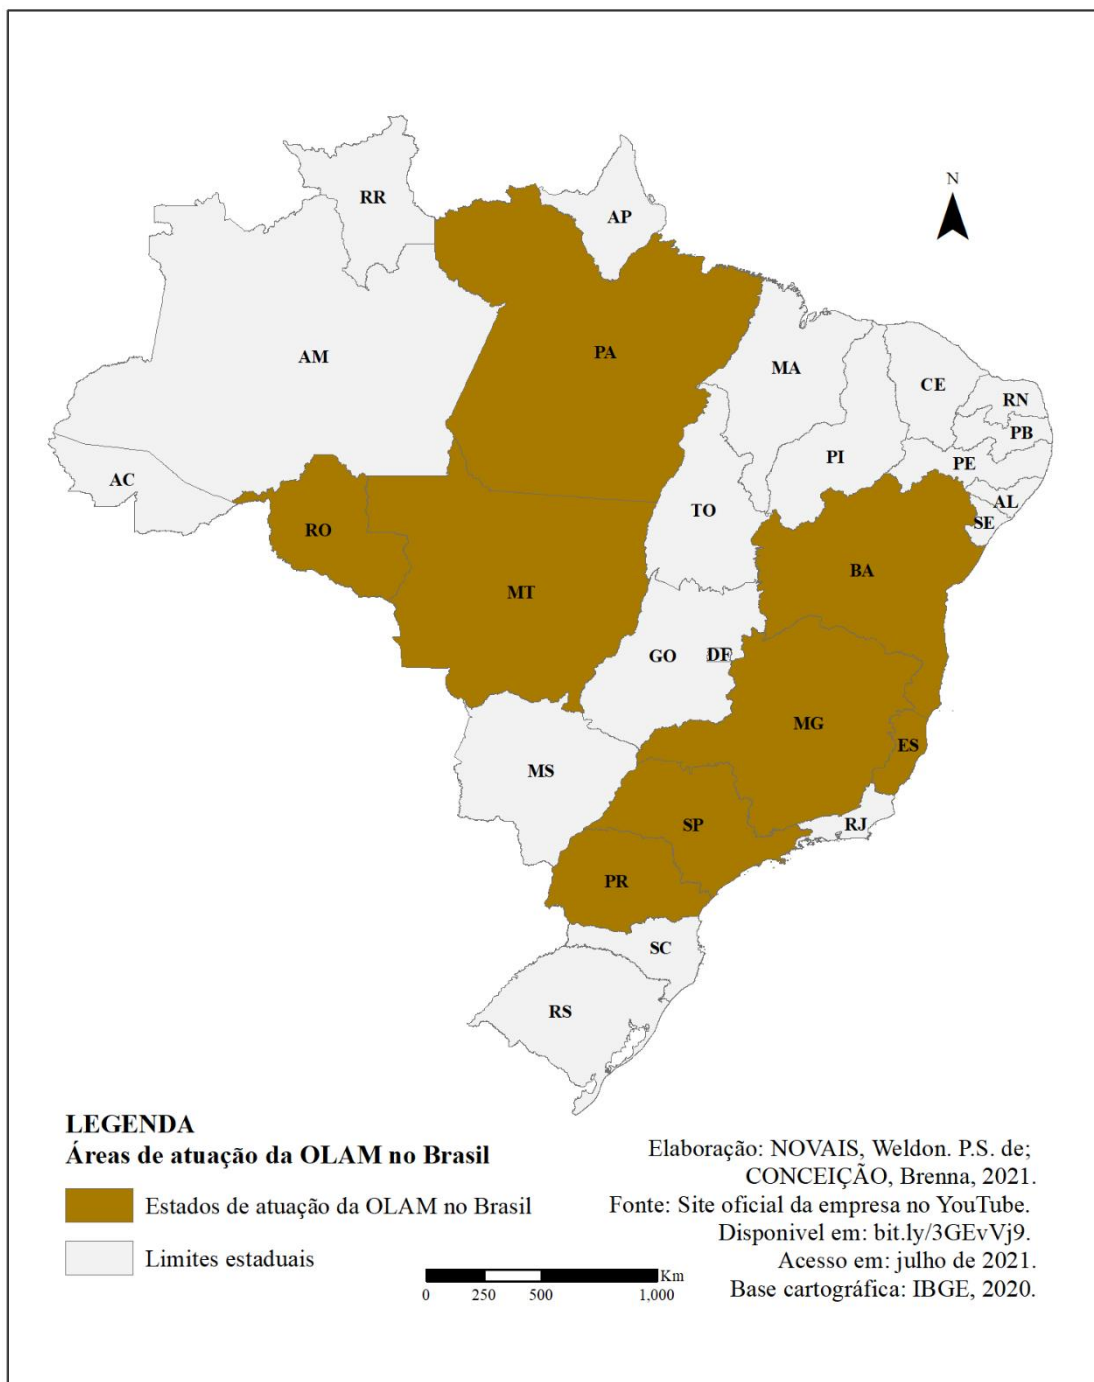 RR
AP
N
AM
PA
MA
CE
RN
PB
PI
PE
AC
AL
TO
SE
RO
BA
MT
GO
DF
MG
ES
MS
SP
RJ
PR
SC
RS
LEGENDA
Áreas de atuação da OLAM no Brasil
Estados de atuação da OLAM no Brasil
Limites estaduais
Km
0 250 500 1,000
Elaboração: NOVAIS, Weldon. P.S. de;
CONCEIÇÃO, Brenna, 2021.
Fonte: Site oficial da empresa no YouTube.
Disponivel em: bit.ly/3GEvVj9.
Acesso em: julho de 2021.
Base cartográfica: IBGE, 2020.